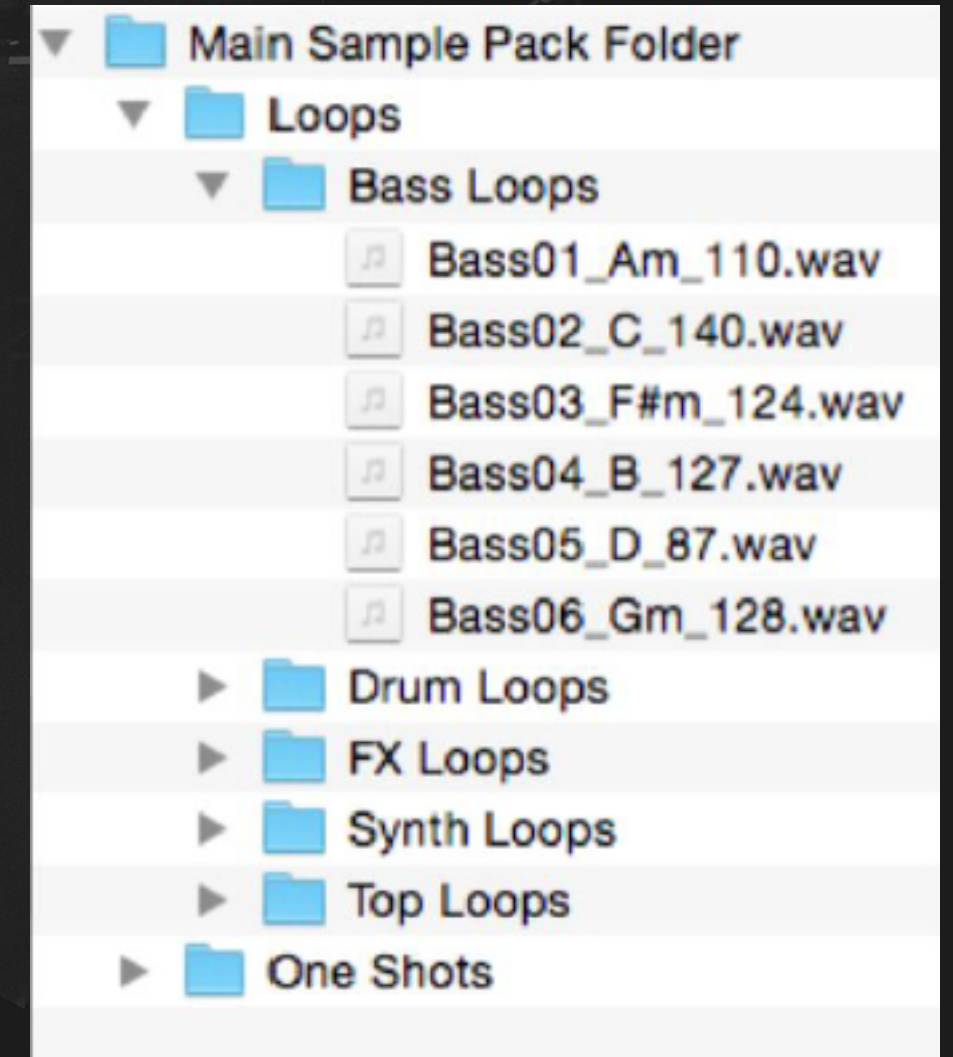 Main Sample Pack Folder
Loops
Bass Loops
Bass01_Am_110.wav
Bass02_C_140.wav
Bass03_F#m_124.wav
Bass04_B_127.wav
Bass05_D_87.wav
Bass06_Gm_128.wav
Drum Loops
FX Loops
Synth Loops
Top Loops
One Shots